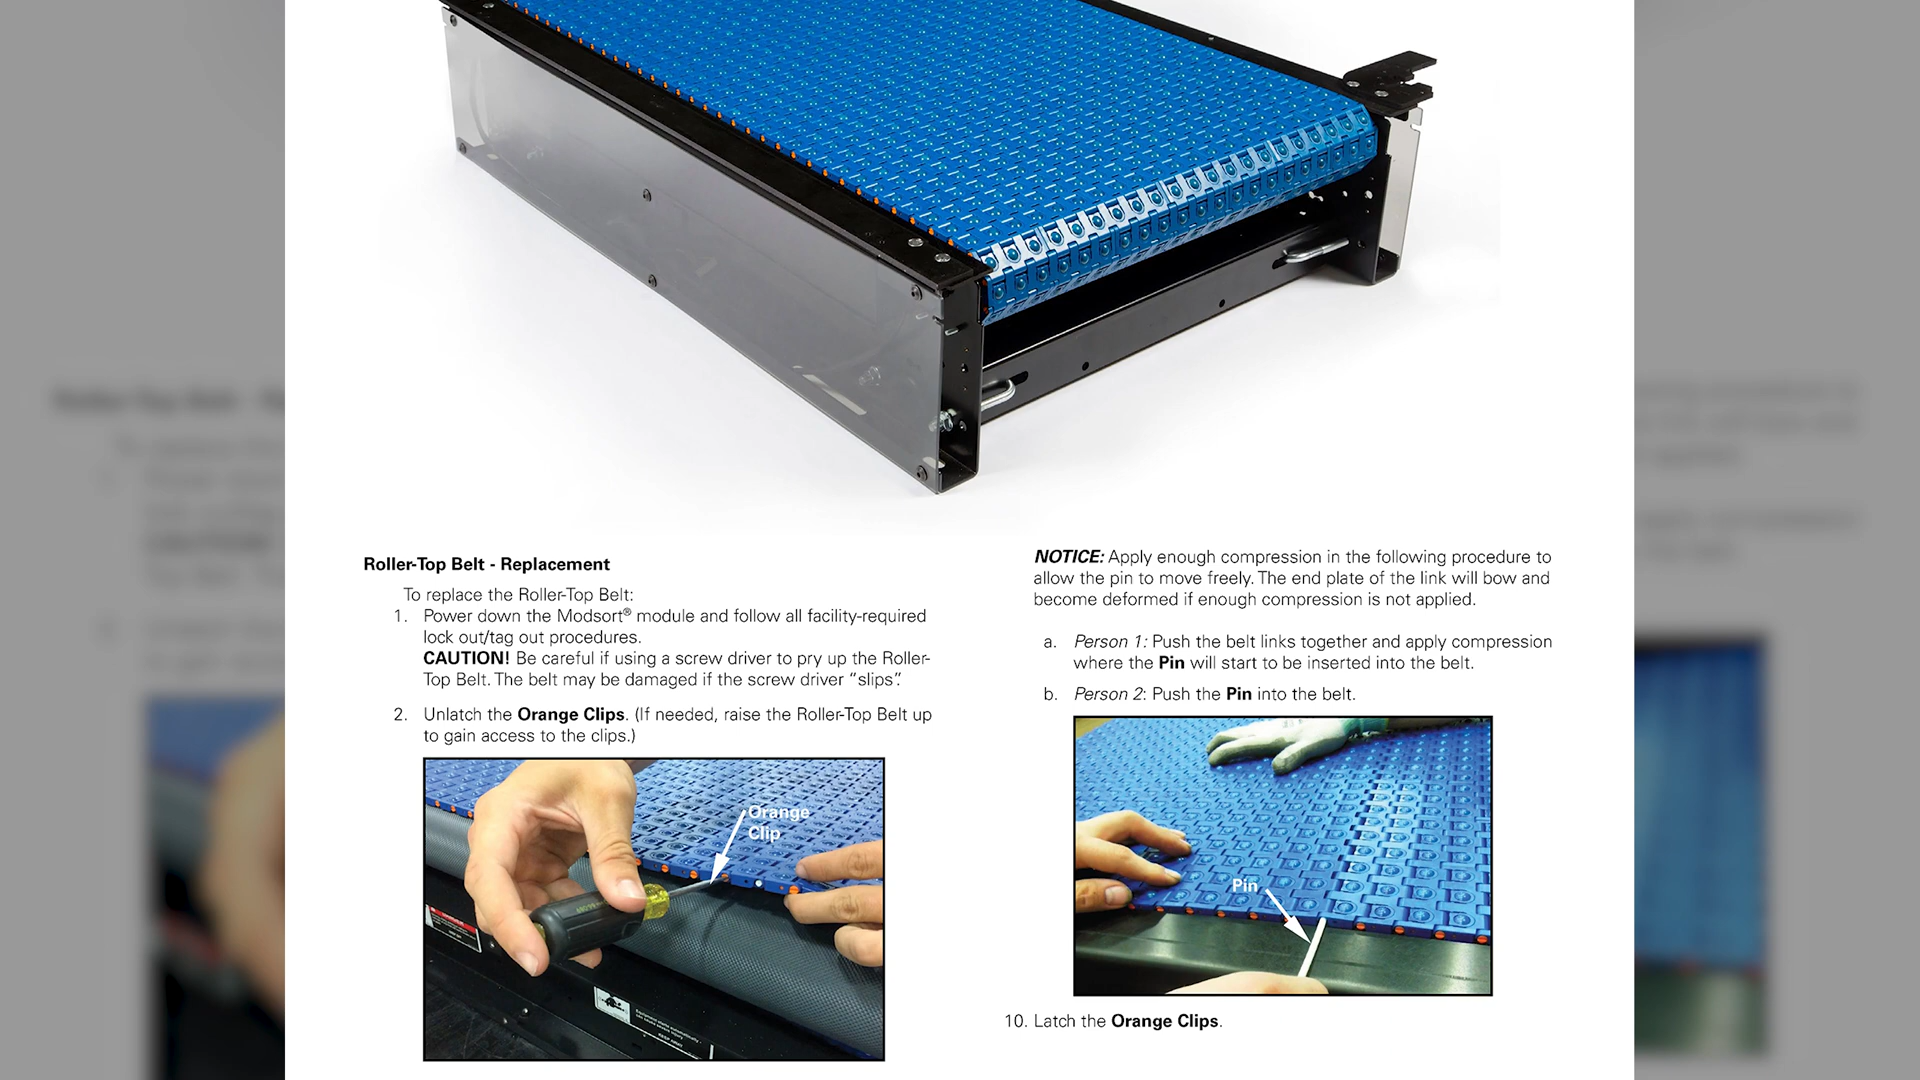 Roller-Top Belt - Replacement
To replace the Roller-Top Belt:
1. Power down the Modsort® module and follow all facility-required
lock out/tag out procedures.
CAUTION! Be careful if using a screw driver to pry up the Roller-
Top Belt. The belt may be damaged if the screw driver “slips”.
2. Unlatch the Orange Clips. (If needed, raise the Roller-Top Belt up
to gain access to the clips.)
Orange
Clip
NOTICE: Apply enough compression in the following procedure to
allow the pin to move freely. The end plate of the link will bow and
become deformed if enough compression is not applied.
a. Person 1: Push the belt links together and apply compression
where the Pin will start to be inserted into the belt.
b. Person 2: Push the Pin into the belt.
Pin
10. Latch the Orange Clips.